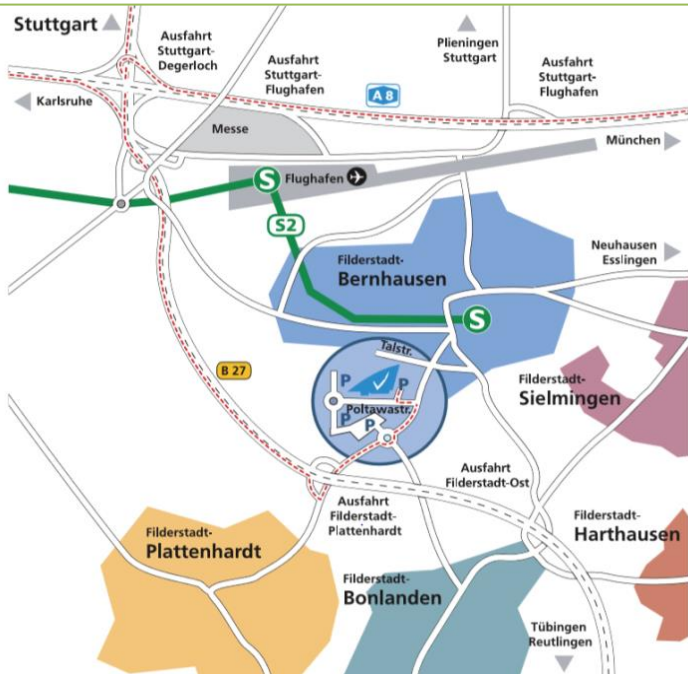 Stuttgart
Ausfahrt
Stuttgart-
Degerloch
Ausfahrt
Stuttgart-
Flughafen
Plieningen
Stuttgart
Ausfahrt
Stuttgart-
Flughafen
Karlsruhe
A 8
Messe
München
S
Flughafen
S2
Neuhausen
Esslingen
Filderstadt-
Bernhausen
S
Talstr.
B 27
P
P
Poltawastr.
P
P
Filderstadt-
Sielmingen
Ausfahrt
Filderstadt-Ost
Ausfahrt
Filderstadt-
Plattenhardt
Filderstadt-
Harthausen
Filderstadt-
Plattenhardt
Filderstadt-
Bonlanden
Tübingen
Reutlingen